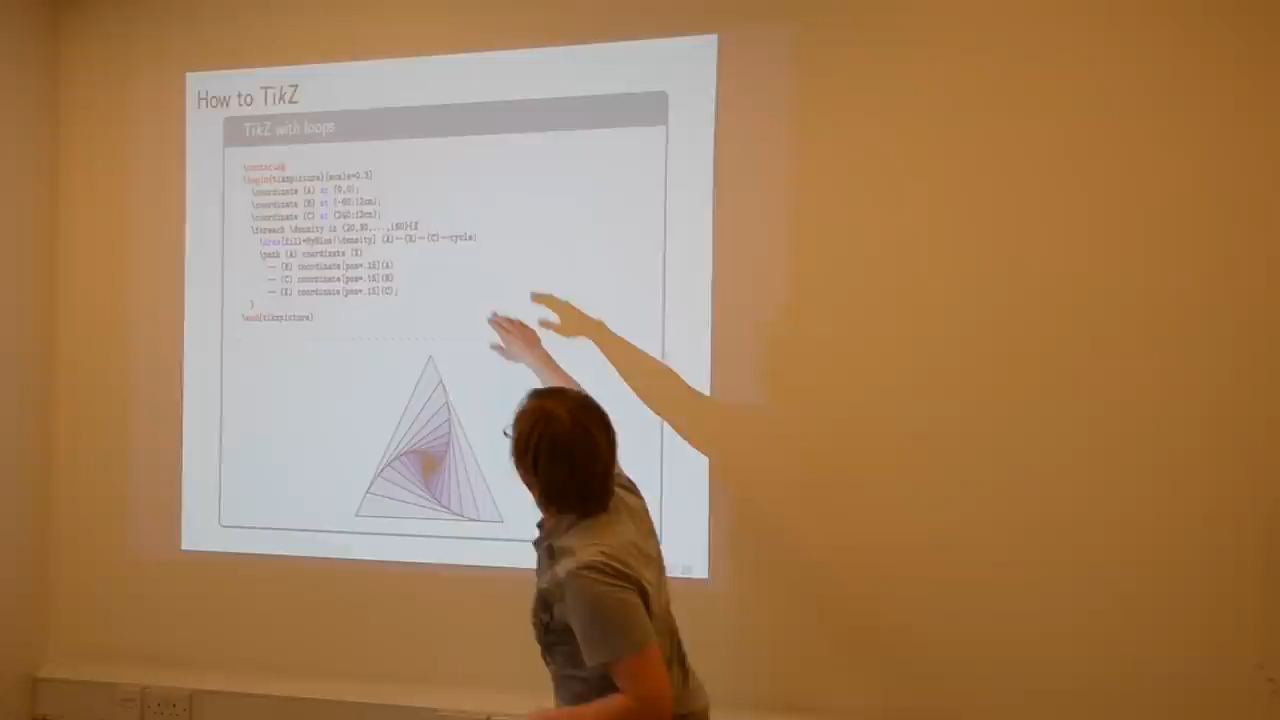 How to TikZ
TikZ with loops
\centering
\begin{tikzpicture}[scale=0.3]
\coordinate (A) at (0,0);
\coordinate (B) at (-60:12cm);
\coordinate (C) at (240:12cm);
\foreach \density in {20,30,...,160}{%
\draw[fill=MyBlue!\density] (A)--(B)--(C)--cycle;
\path (A) coordinate (X)
-- (B) coordinate[pos=.15](A)
-- (C) coordinate[pos=.15](B)
-- (X) coordinate[pos=.15](C);
}
\end{tikzpicture}